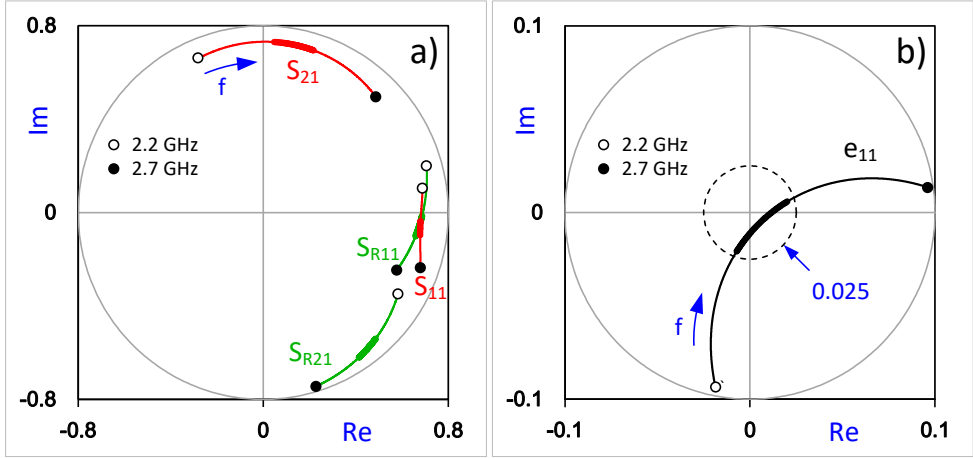 0.8
a)
S21
f
Im
2.2 GHz
2.7 GHz
0
SR11
S11
SR21
-0.8
-0.8
0
Re
0.8
0.1
b)
Im
e11
2.2 GHz
2.7 GHz
0
0.025
f
-0.1
-0.1
0
Re
0.1